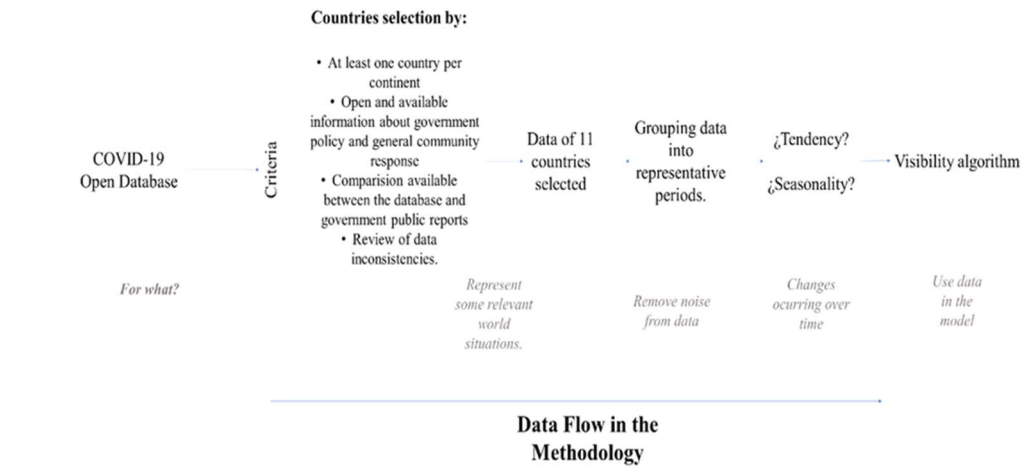 Countries selection by:
• At least one country per
continent
• Open and available
information about government
policy and general community
response
• Comparision available
between the database and
government public reports
• Review of data
inconsistencies.
COVID-19
Open Database
Criteria
Data of 11
countries
selected
Grouping data
into
representative
periods.
¿Tendency?
¿Seasonality?
Visibility algorithm
For what?
Represent
some relevant
world
situations.
Remove noise
from data
Changes
ocurring over
time
Use data
in the
model
Data Flow in the
Methodology